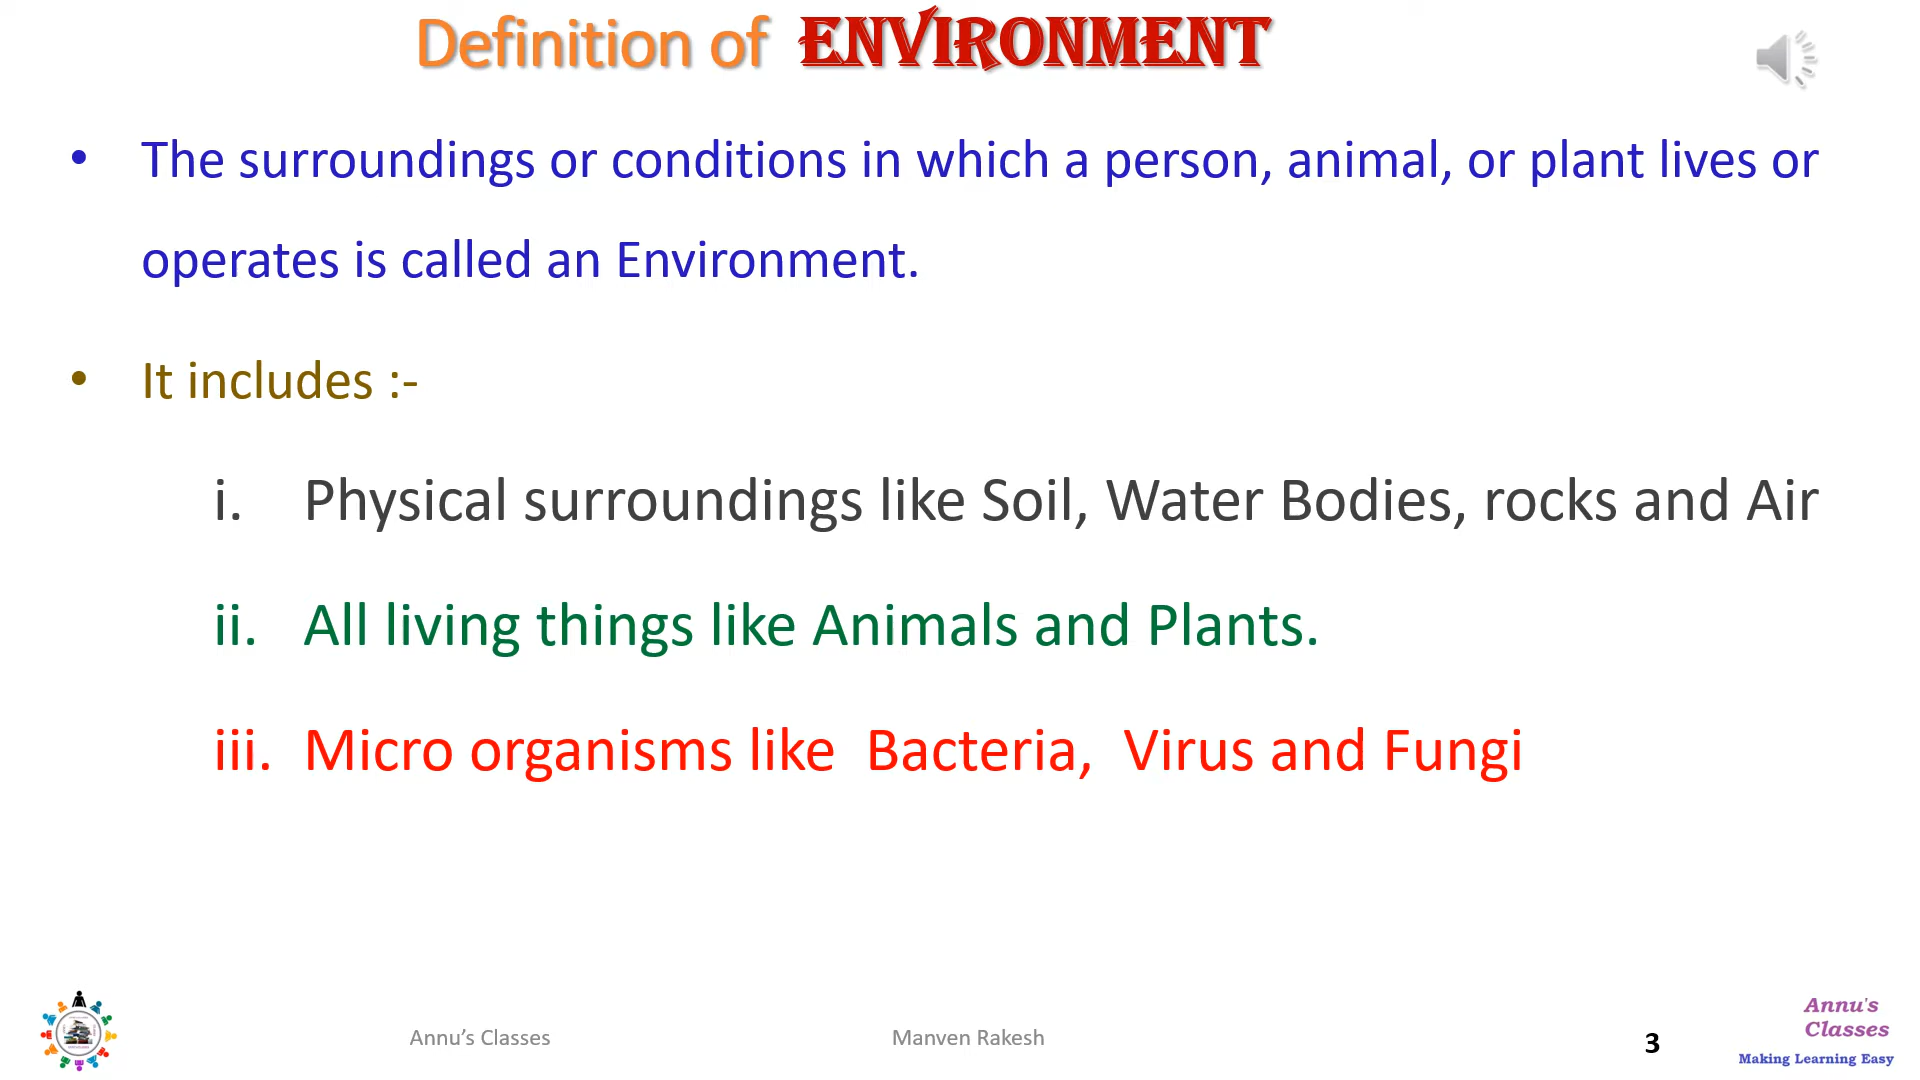 Definition of ENVIRONMENT
• The surroundings or conditions in which a person, animal, or plant lives or
operates is called an Environment.
• It includes :-
i. Physical surroundings like Soil, Water Bodies, rocks and Air
ii. All living things like Animals and Plants.
iii. Micro organisms like Bacteria, Virus and Fungi
Annu’s Classes
Manven Rakesh
3
Annu's
Classes
Making Learning Easy